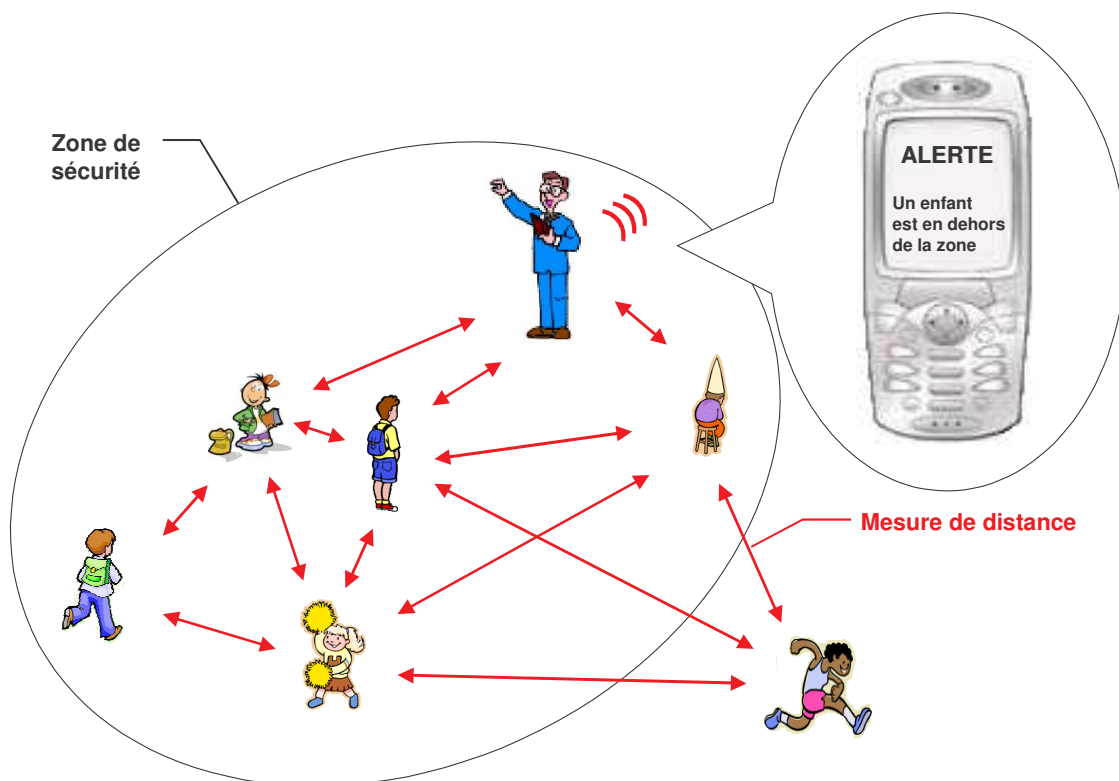 Zone de
sécurité
ALERTE
Un enfant
est en dehors
de la zone
Mesure de distance